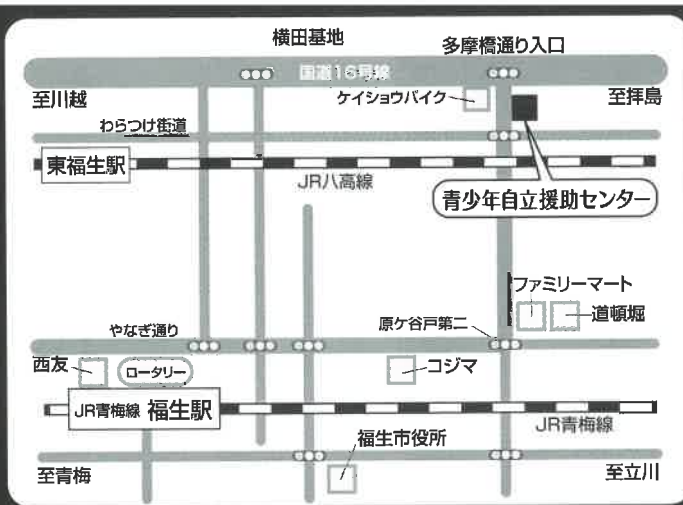 横田基地
多摩橋通り入口
国道16号線
至川越
ケイショウバイク
至拝島
わらつけ街道
東福生駅
JR八高線
青少年自立援助センター
ファミリーマート
道頓堀
やなぎ通り
原ケ谷戸第二
西友
ロータリー
コジマ
JR青梅線 福生駅
JR青梅線
福生市役所
至青梅
至立川